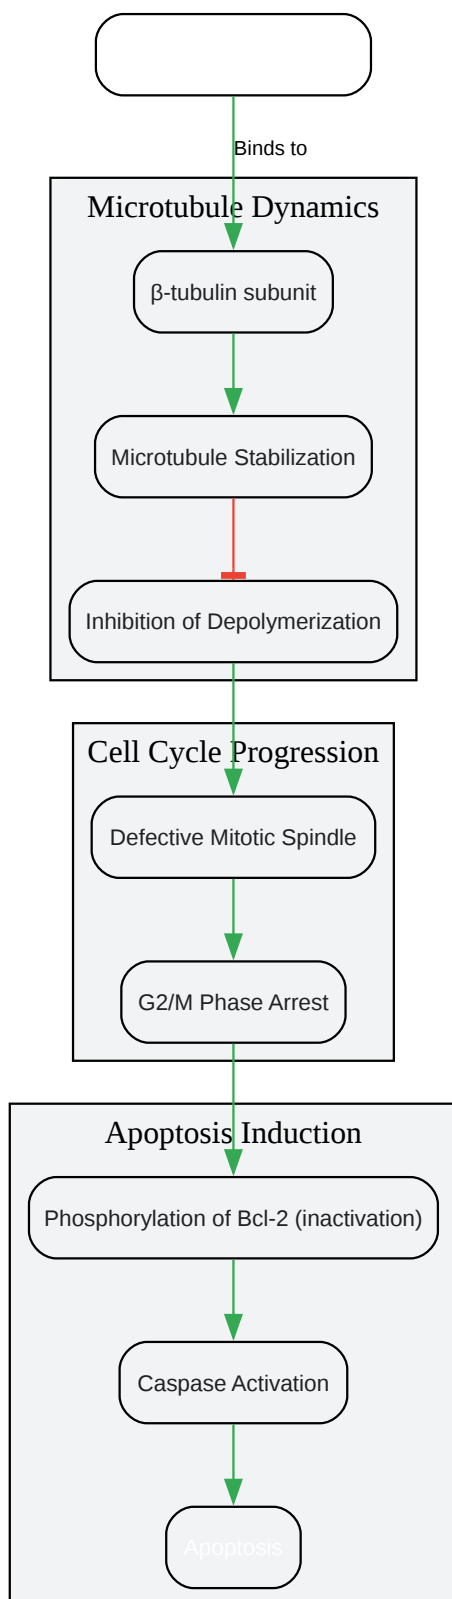 Binds to
Microtubule Dynamics
β-tubulin subunit
Microtubule Stabilization
Inhibition of Depolymerization
Cell Cycle Progression
Defective Mitotic Spindle
G2/M Phase Arrest
Apoptosis Induction
Phosphorylation of Bcl-2 (inactivation)
Caspase Activation
Apoptosis